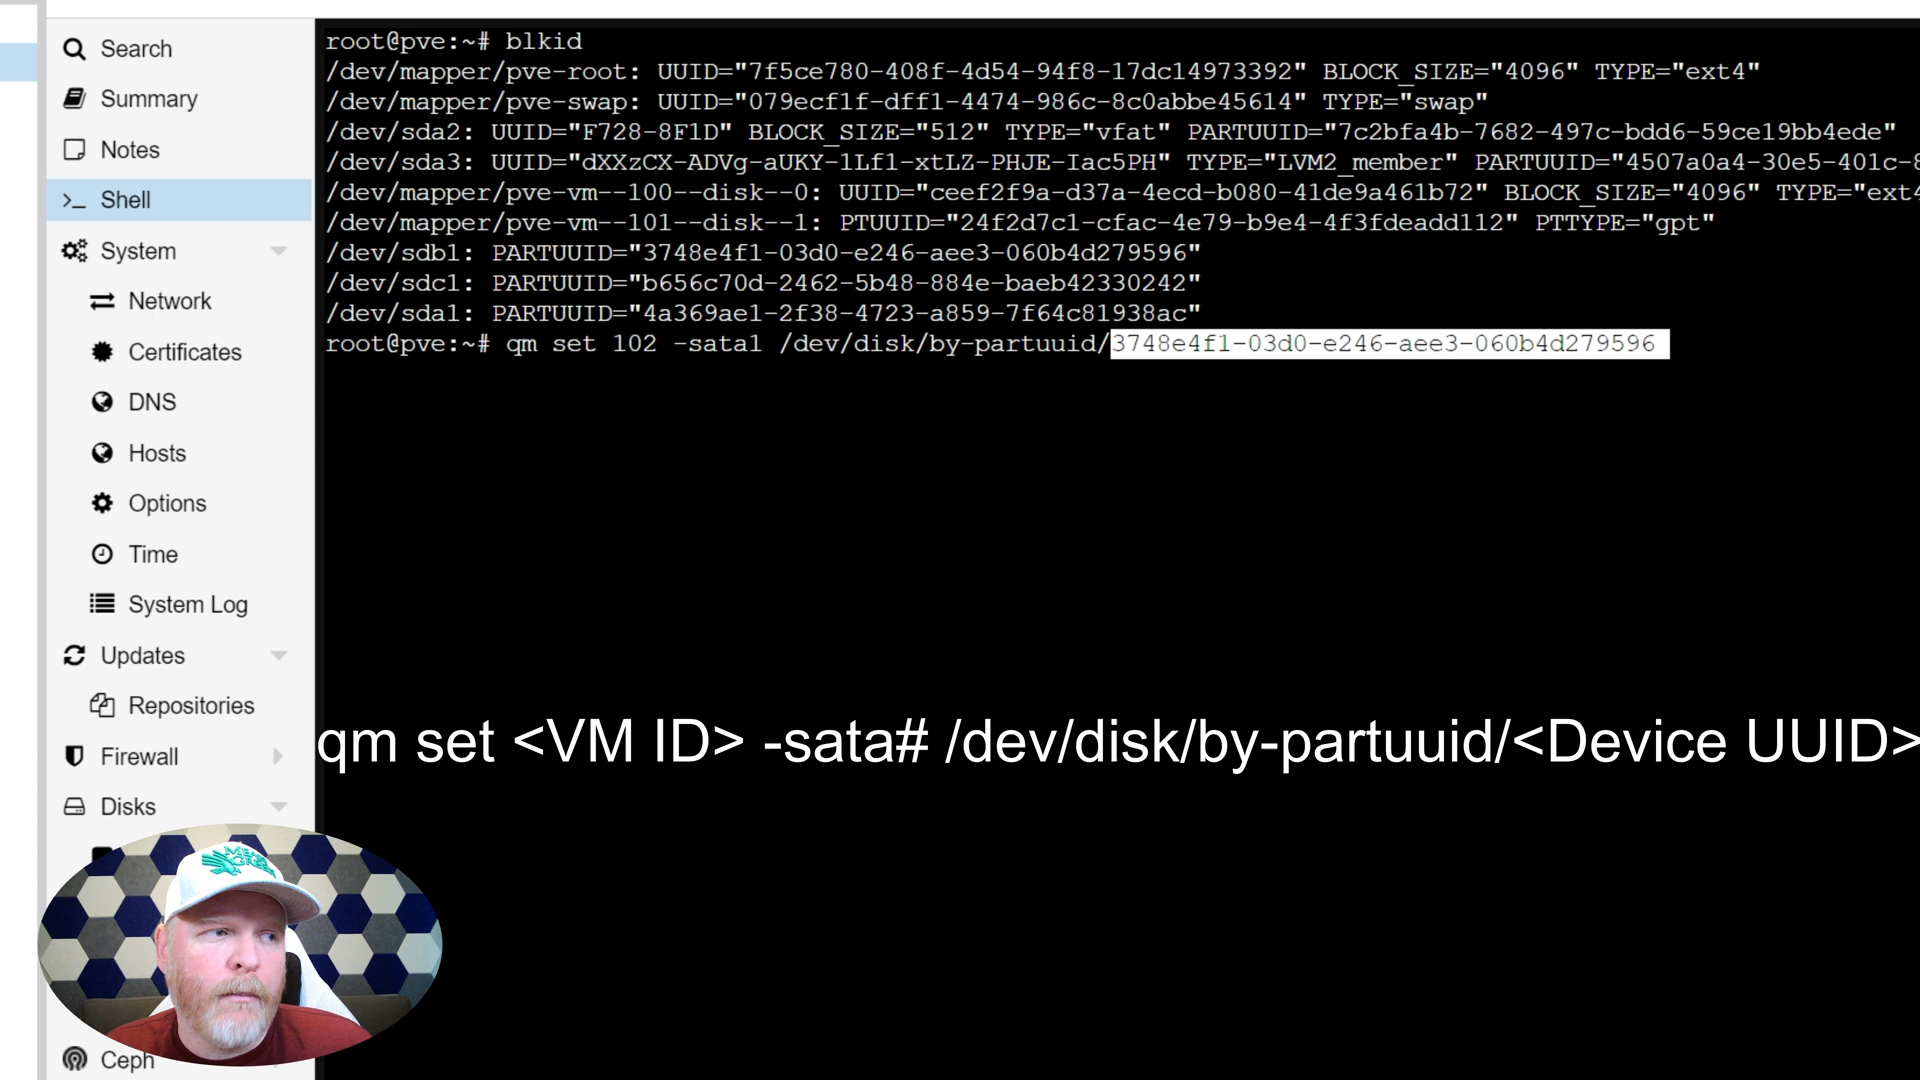 Search
Summary
Notes
>_ Shell
System
Network
Certificates
DNS
Hosts
Options
Time
System Log
Updates
Repositories
Firewall
Disks
Ceph
root@pve:~# blkid
/dev/mapper/pve-root: UUID="7f5ce780-408f-4d54-94f8-17dc14973392" BLOCK_SIZE="4096" TYPE="ext4"
/dev/mapper/pve-swap: UUID="079ecf1f-dff1-4474-986c-8c0abbe45614" TYPE="swap"
/dev/sda2: UUID="F728-8F1D" BLOCK_SIZE="512" TYPE="vfat" PARTUUID="7c2bfa4b-7682-497c-bdd6-59ce19bb4ede"
/dev/sda3: UUID="dXXzCX-ADVg-aUKY-1Lf1-xtLZ-PHJE-Iac5PH" TYPE="LVM2_member" PARTUUID="4507a0a4-30e5-401c-8
/dev/mapper/pve-vm--100--disk--0: UUID="ceef2f9a-d37a-4ecd-b080-41de9a461b72" BLOCK_SIZE="4096" TYPE="ext4
/dev/mapper/pve-vm--101--disk--1: PTUUID="24f2d7c1-cfac-4e79-b9e4-4f3fdeadd112" PTTYPE="gpt"
/dev/sdb1: PARTUUID="3748e4f1-03d0-e246-aee3-060b4d279596"
/dev/sdc1: PARTUUID="b656c70d-2462-5b48-884e-baeb42330242"
/dev/sda1: PARTUUID="4a369ae1-2f38-4723-a859-7f64c81938ac"
root@pve:~# qm set 102 -sata1 /dev/disk/by-partuuid/3748e4f1-03d0-e246-aee3-060b4d279596
qm set <VM ID> -sata# /dev/disk/by-partuuid/<Device UUID>
MEAN
GREEN